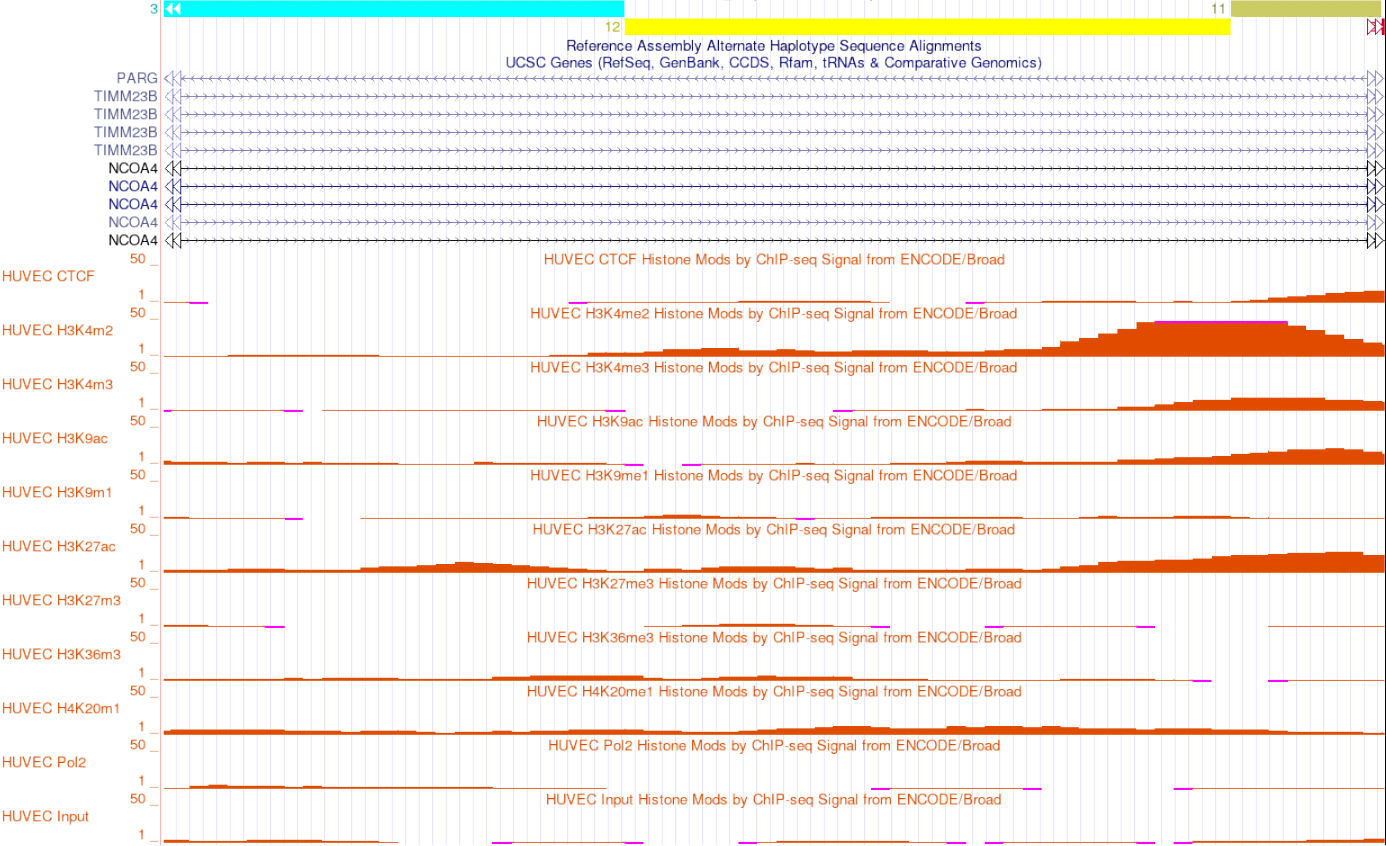 3
11
12
Reference Assembly Alternate Haplotype Sequence Alignments
UCSC Genes (RefSeq, GenBank, CCDS, Rfam, tRNAs & Comparative Genomics)
PARG
TIMM23B
TIMM23B
TIMM23B
TIMM23B
NCOA4
NCOA4
NCOA4
NCOA4
NCOA4
50
HUVEC CTCF Histone Mods by ChIP-seq Signal from ENCODE/Broad
HUVEC CTCF
1
50
HUVEC H3K4me2 Histone Mods by ChIP-seq Signal from ENCODE/Broad
HUVEC H3K4m2
1
50
HUVEC H3K4me3 Histone Mods by ChIP-seq Signal from ENCODE/Broad
HUVEC H3K4m3
1
50
HUVEC H3K9ac Histone Mods by ChIP-seq Signal from ENCODE/Broad
HUVEC H3K9ac
1
50
HUVEC H3K9me1 Histone Mods by ChIP-seq Signal from ENCODE/Broad
HUVEC H3K9m1
1
50
HUVEC H3K27ac Histone Mods by ChIP-seq Signal from ENCODE/Broad
HUVEC H3K27ac
1
50
HUVEC H3K27me3 Histone Mods by ChIP-seq Signal from ENCODE/Broad
HUVEC H3K27m3
1
50
HUVEC H3K36me3 Histone Mods by ChIP-seq Signal from ENCODE/Broad
HUVEC H3K36m3
1
50
HUVEC H4K20me1 Histone Mods by ChIP-seq Signal from ENCODE/Broad
HUVEC H4K20m1
1
50
HUVEC Pol2 Histone Mods by ChIP-seq Signal from ENCODE/Broad
HUVEC Pol2
1
50
HUVEC Input Histone Mods by ChIP-seq Signal from ENCODE/Broad
HUVEC Input
1